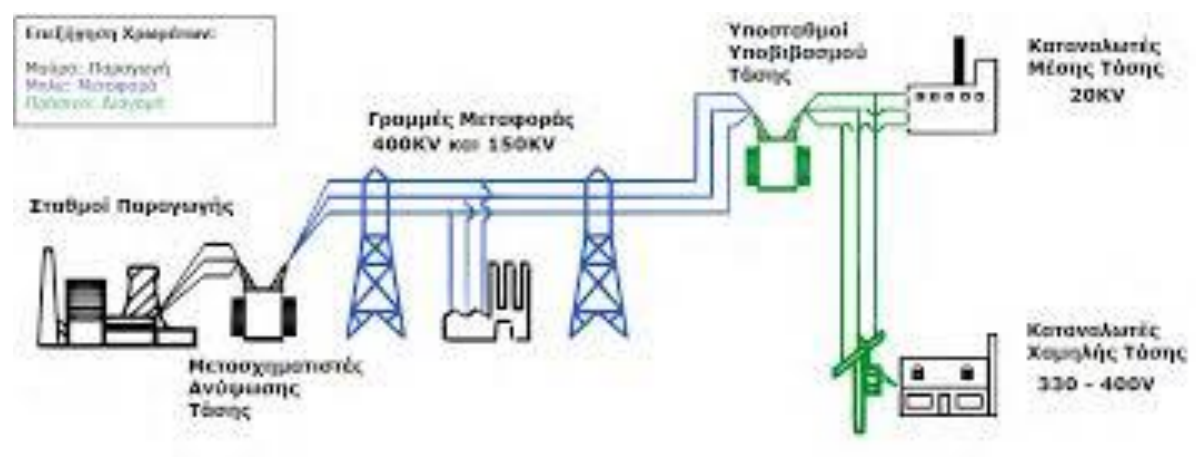 Επεξήγηση Χρωμάτων:
Μαύρο: Παραγωγή
Μπλε: Μεταφορά
Πράσινο: Διανομή
Υποσταθμοί
Υποβιβασμού
Τάσης
Καταναλωτές
Μέσης Τάσης
20KV
Γραμμές Μεταφοράς
400KV και 150KV
Σταθμοί Παραγωγής
Μετασχηματιστές
Ανύψωσης
Τάσης
Καταναλωτές
Χαμηλής Τάσης
330 - 400V